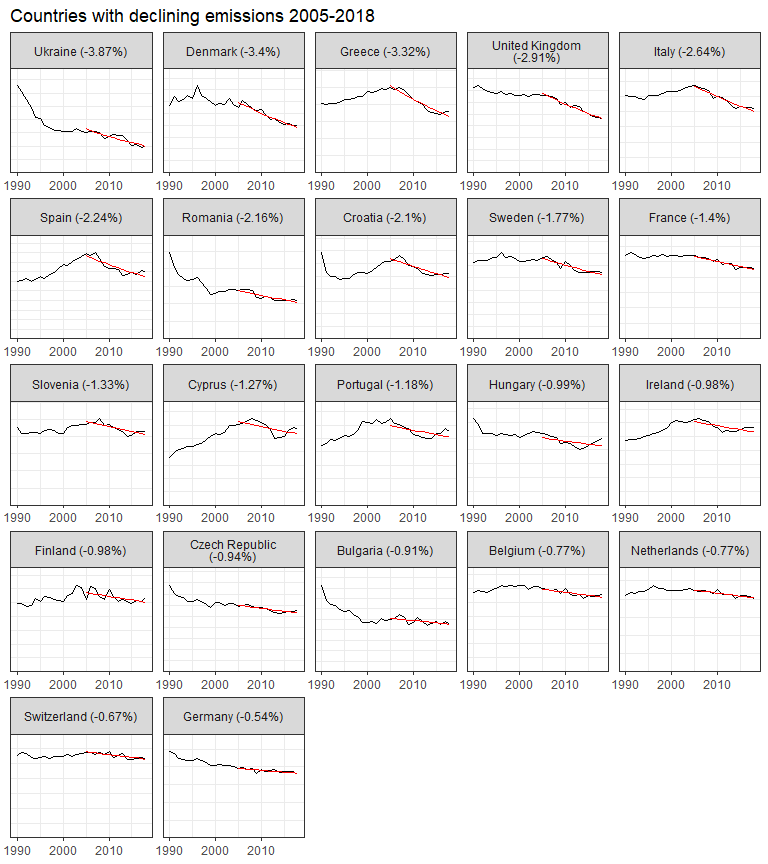 Countries with declining emissions 2005-2018
Ukraine (-3.87%)
Denmark (-3.4%)
Greece (-3.32%)
United Kingdom
(-2.91%)
Italy (-2.64%)
1990 2000 2010
1990 2000 2010
1990 2000 2010
1990 2000 2010
1990 2000 2010
Spain (-2.24%)
Romania (-2.16%)
Croatia (-2.1%)
Sweden (-1.77%)
France (-1.4%)
1990 2000 2010
1990 2000 2010
1990 2000 2010
1990 2000 2010
1990 2000 2010
Slovenia (-1.33%)
Cyprus (-1.27%)
Portugal (-1.18%)
Hungary (-0.99%)
Ireland (-0.98%)
1990 2000 2010
1990 2000 2010
1990 2000 2010
1990 2000 2010
1990 2000 2010
Finland (-0.98%)
Czech Republic
(-0.94%)
Bulgaria (-0.91%)
Belgium (-0.77%)
Netherlands (-0.77%)
1990 2000 2010
1990 2000 2010
1990 2000 2010
1990 2000 2010
1990 2000 2010
Switzerland (-0.67%)
Germany (-0.54%)
1990 2000 2010
1990 2000 2010